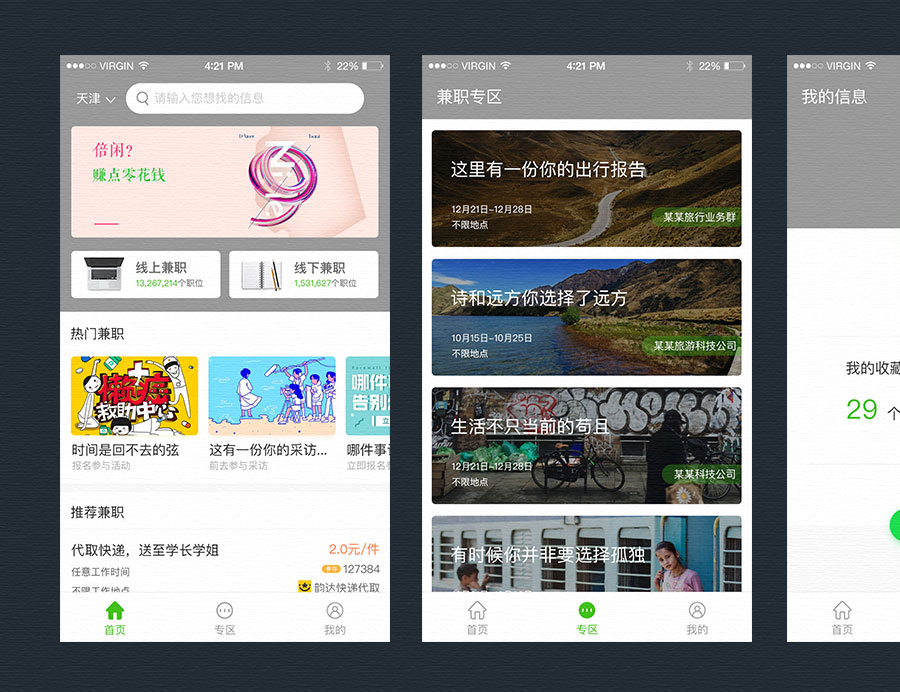 VIRGIN
4:21 PM
22%
天津
请输入您想找的信息
倍闲?
赚点零花钱
线上兼职
13,267,214个职位
线下兼职
1,531,627个职位
热门兼职
懒癌
救助中心
时间是回不去的弦
报名参与活动
这有一份你的采访...
前去参与采访
哪件
告别
哪件事
立即报名
推荐兼职
代取快递，送至学长学姐
2.0元/件
任意工作时间
127384
不限工作地点
韵达快递代取
首页
专区
我的
VIRGIN
4:21 PM
22%
兼职专区
这里有一份你的出行报告
12月21日-12月28日
不限地点
某某旅行业务群
诗和远方你选择了远方
10月15日-10月25日
不限地点
某某旅游科技公司
生活不只当前的苟且
12月21日-12月28日
不限地点
某某科技公司
有时候你并非要选择孤独
首页
专区
我的
VIRGIN
我的信息
我的收藏
29 个
首页